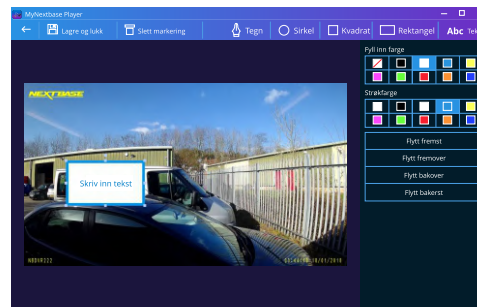 MyNextbase Player
Lagre og lukk
Slett markering
Tegn
Sirkel
Kvadrat
Rektangel
Abc
Fyll inn farge
NEXTBASE
Strøkfarge
Flytt fremst
Flytt fremover
Flytt bakover
Flytt bakerst
Skriv inn tekst